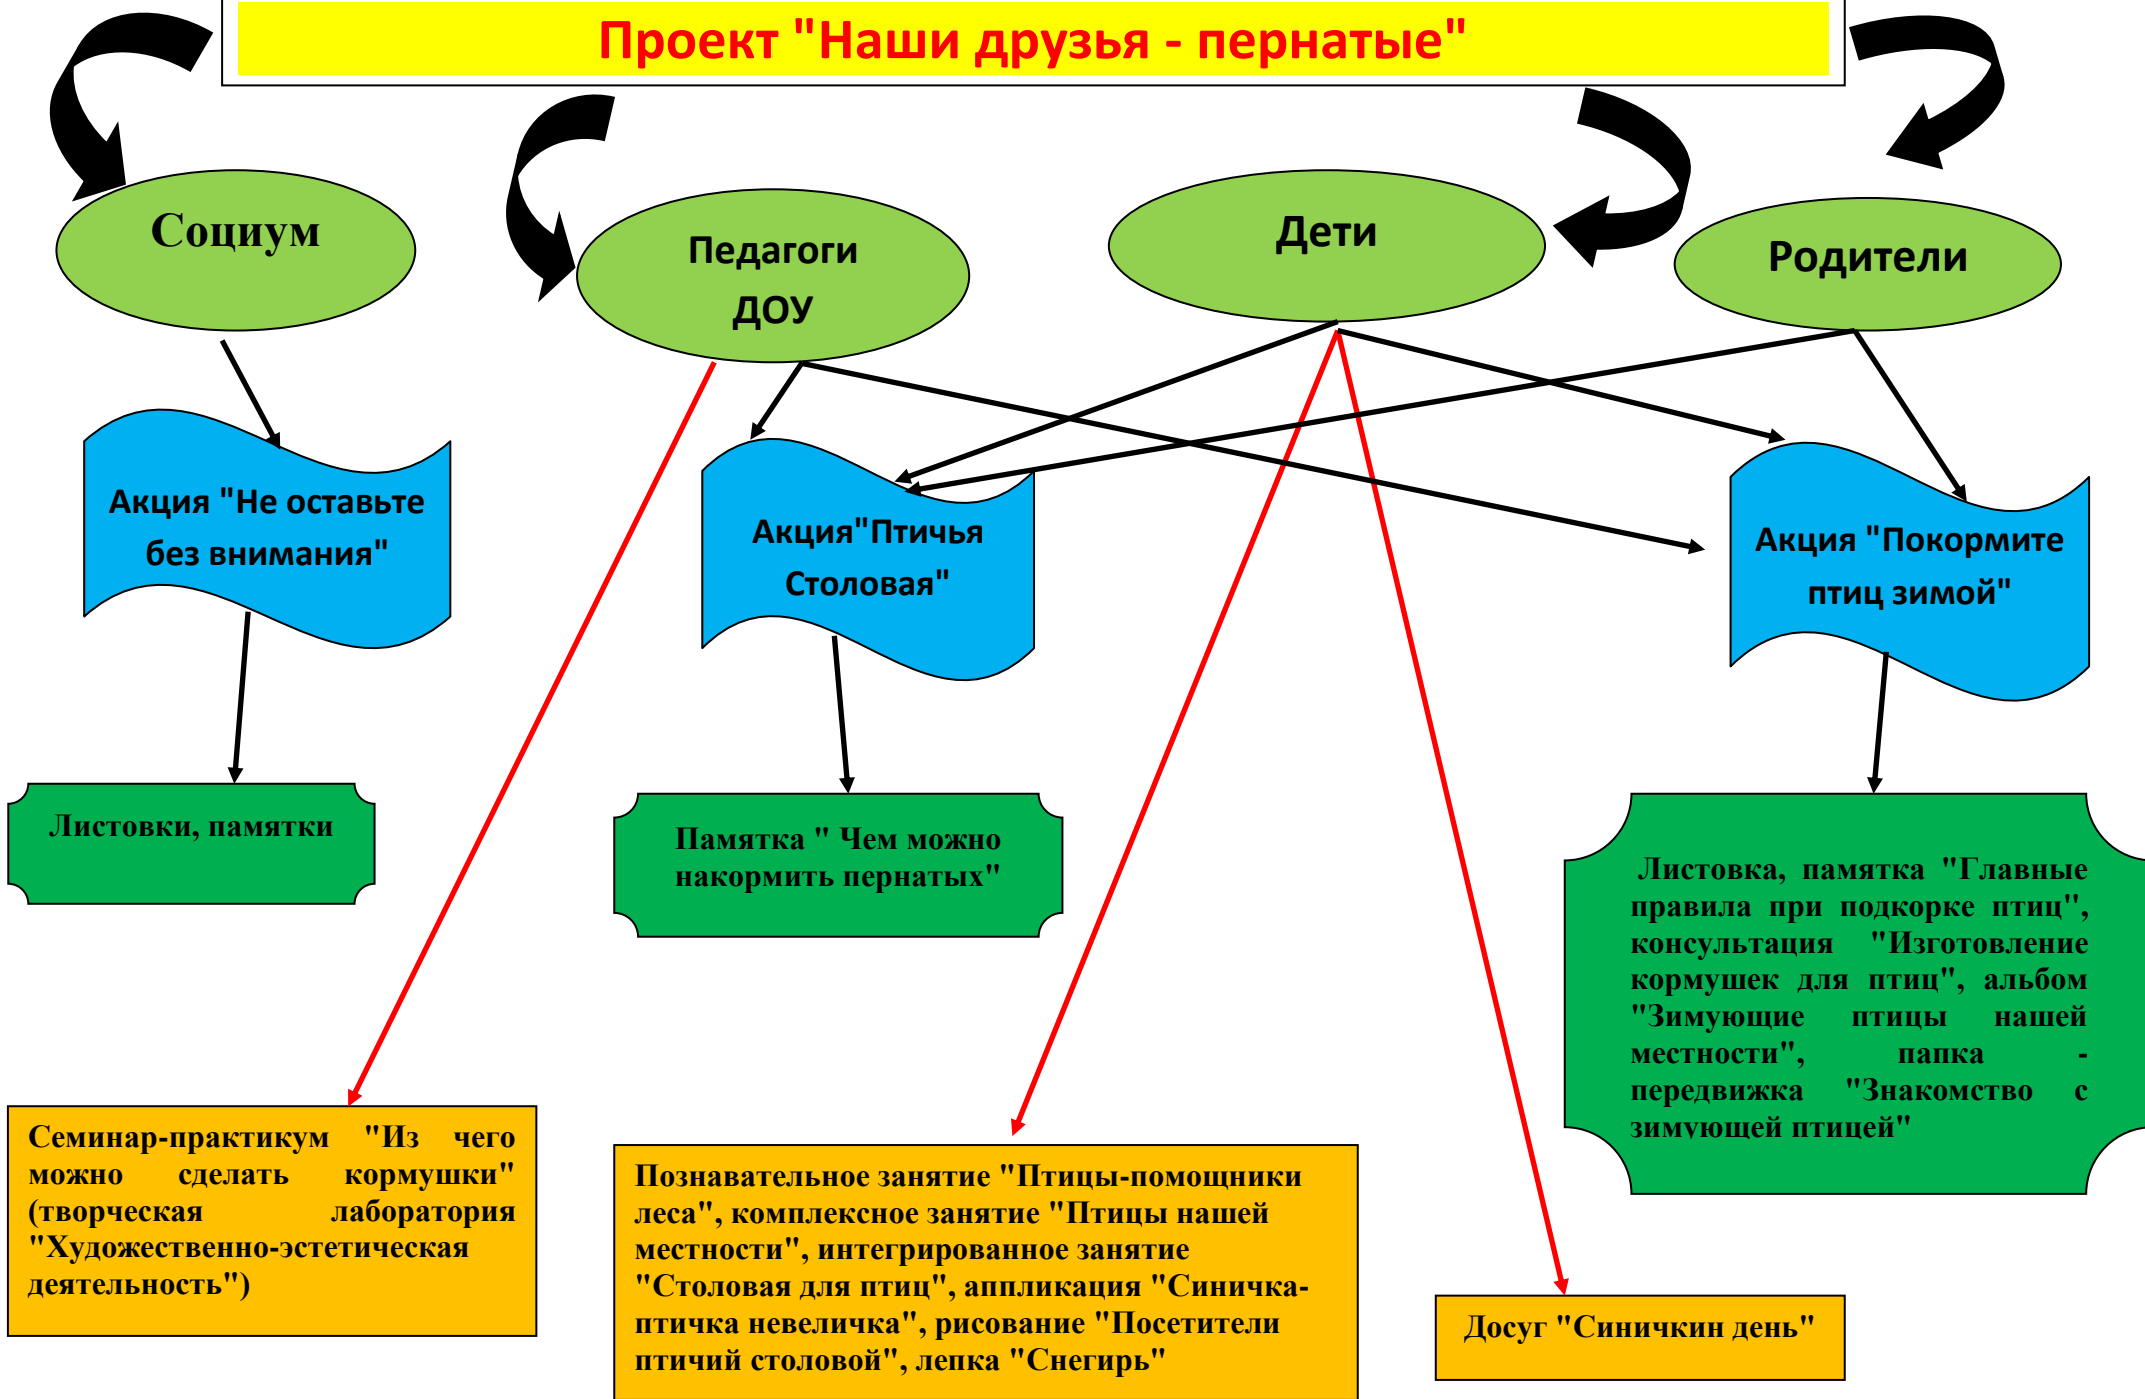 Проект "Наши друзья - пернатые"
Социум
Педагоги
ДОУ
Дети
Родители
Акция "Не оставьте
без внимания"
Акция"Птичья
Столовая"
Акция "Покормите
птиц зимой"
Листовки, памятки
Памятка " Чем можно
накормить пернатых"
Листовка, памятка "Главные
правила при подкорке птиц",
консультация "Изготовление
кормушек для птиц", альбом
"Зимующие птицы нашей
местности", папка -
передвижка "Знакомство с
зимующей птицей"
Семинар-практикум "Из чего
можно сделать кормушки"
(творческая лаборатория
"Художественно-эстетическая
деятельность")
Познавательное занятие "Птицы-помощники
леса", комплексное занятие "Птицы нашей
местности", интегрированное занятие
"Столовая для птиц", аппликация "Синичка-
птичка невеличка", рисование "Посетители
птичий столовой", лепка "Снегирь"
Досуг "Синичкин день"